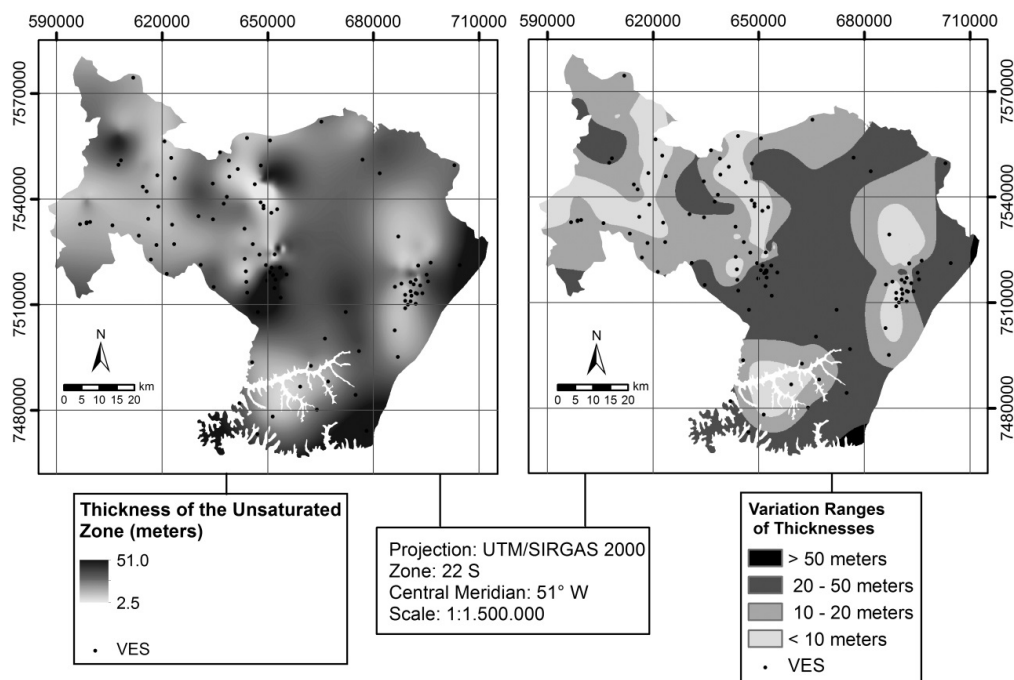 590000 620000 650000 680000 710000
590000 620000 650000 680000 710000
7570000
7540000
7510000
7480000
7570000
7540000
7510000
7480000
N
0 5 10 15 20 km
N
0 5 10 15 20 km
Thickness of the Unsaturated
Zone (meters)
51.0
2.5
VES
Projection: UTM/SIRGAS 2000
Zone: 22 S
Central Meridian: 51° W
Scale: 1:1.500.000
Variation Ranges
of Thicknesses
> 50 meters
20 - 50 meters
10 - 20 meters
< 10 meters
VES